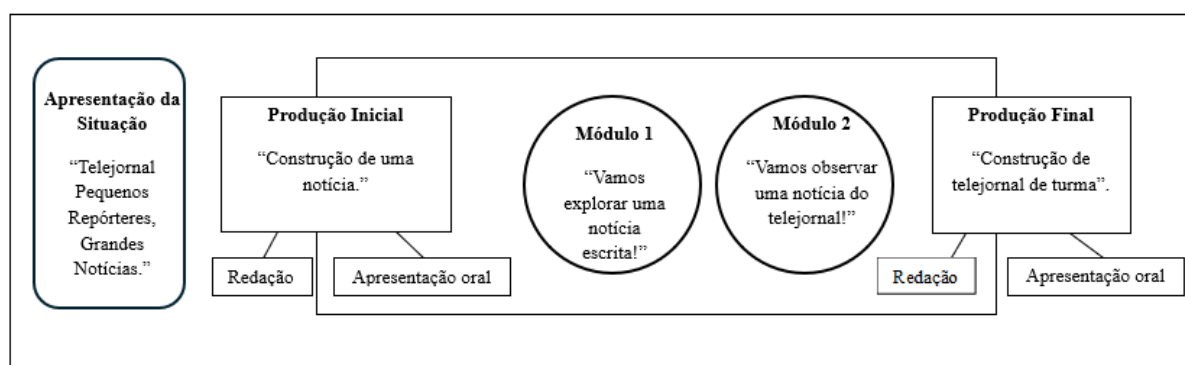 Apresentação da
Situação
“Telejornal
Pequenos
Repórteres,
Grandes
Notícias.”
Produção Inicial
“Construção de uma
notícia.”
Redação
Apresentação oral
Módulo 1
“Vamos
explorar uma
notícia
escrita!”
Módulo 2
“Vamos observar
uma notícia do
telejornal!”
Produção Final
“Construção de
telejornal de turma”.
Redação
Apresentação oral